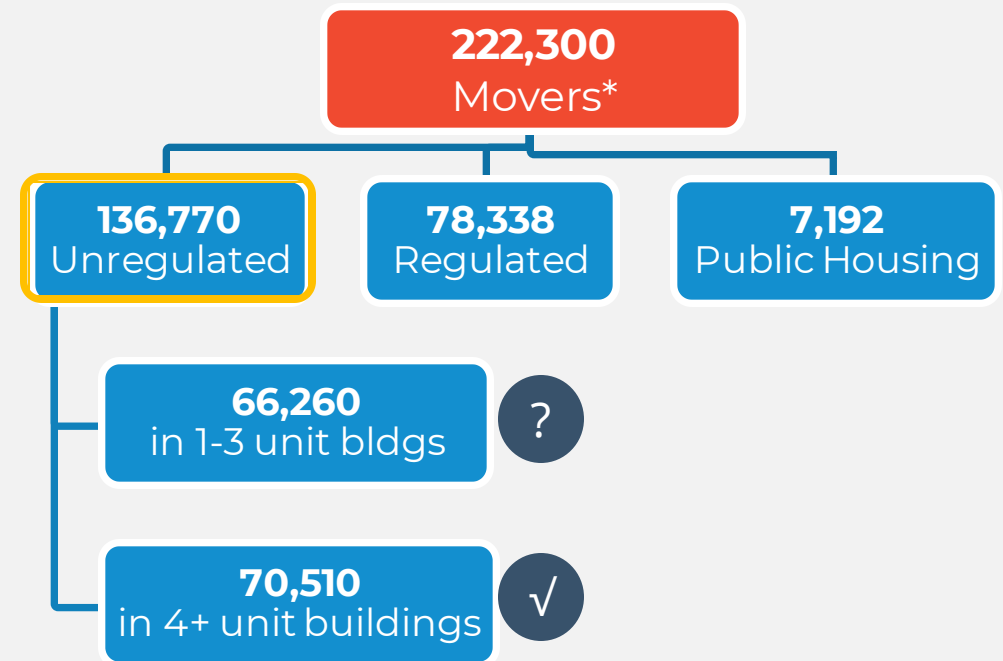 222,300
Movers*
136,770
Unregulated
78,338
Regulated
7,192
Public Housing
66,260
in 1-3 unit bldgs
?
70,510
in 4+ unit buildings
√